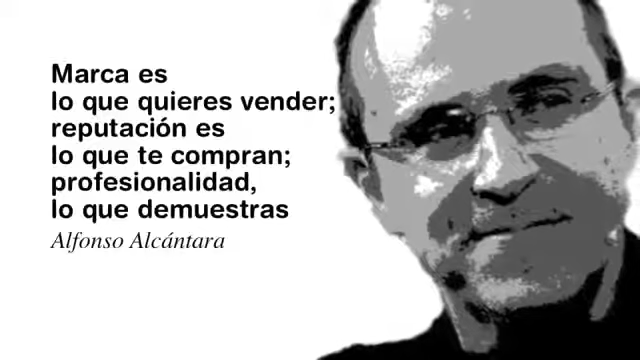 Marca es
lo que quieres vender;
reputación es
lo que te compran;
profesionalidad,
lo que demuestras
Alfonso Alcántara